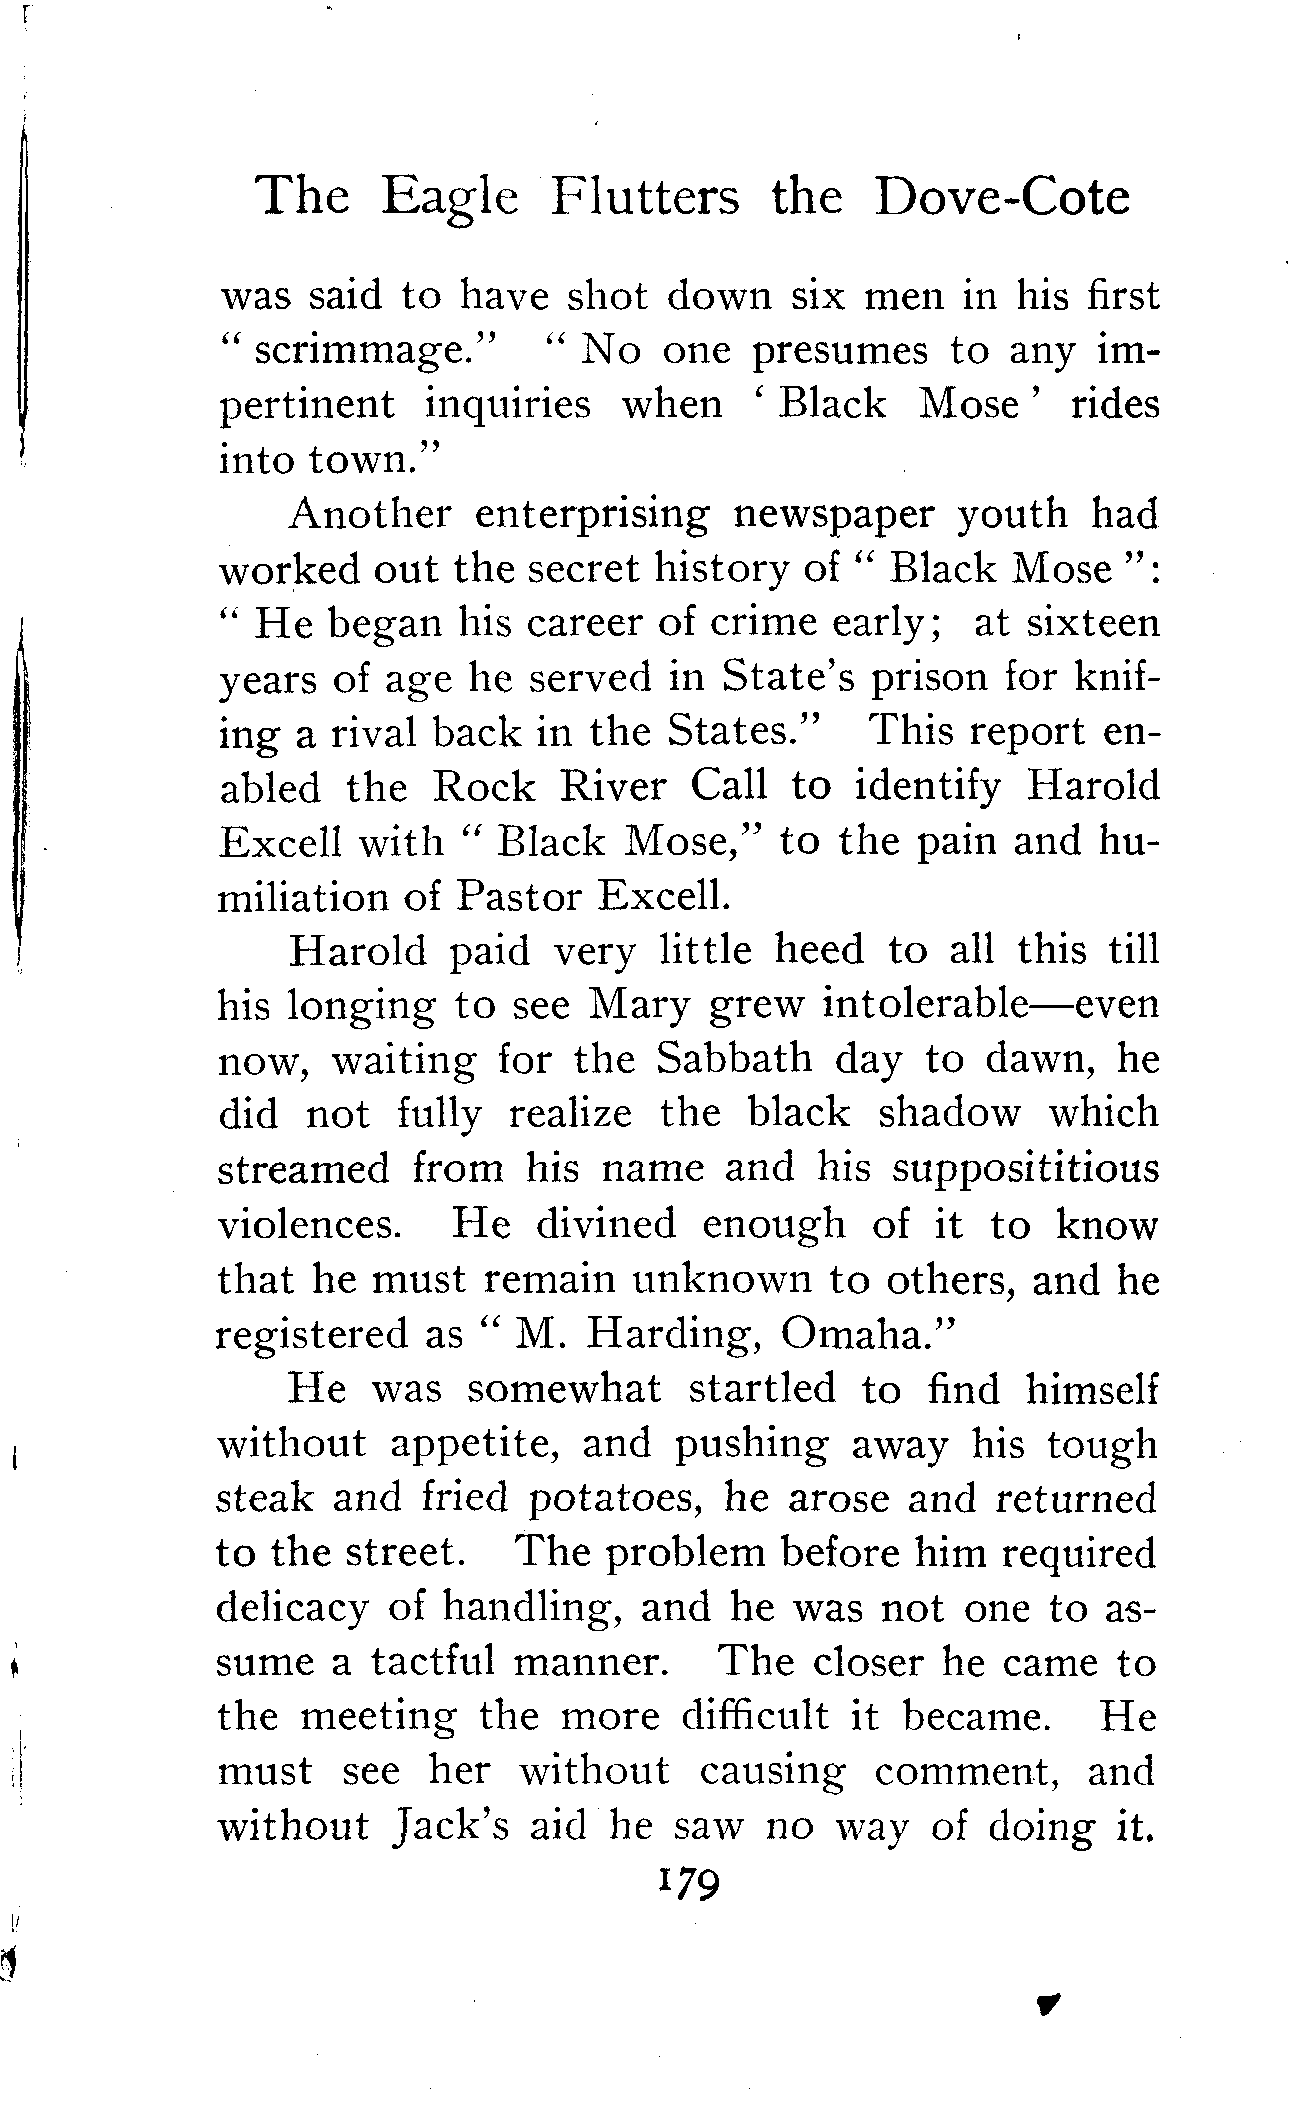 The Eagle Flutters the Dove-Cote
was said to have shot down six men in his first
“ scrimmage.” “ No one presumes to any im-
pertinent inquiries when ‘ Black Mose ’ rides
into town.”
Another enterprising newspaper youth had
worked out the secret history of “ Black Mose ”:
“ He began his career of crime early; at sixteen
years of age he served in State’s prison for knif-
ing a rival back in the States.” This report en-
abled the Rock River Call to identify Harold
Excell with “ Black Mose,” to the pain and hu-
miliation of Pastor Excell.
Harold paid very little heed to all this till
his longing to see Mary grew intolerable—even
now, waiting for the Sabbath day to dawn, he
did not fully realize the black shadow which
streamed from his name and his supposititious
violences. He divined enough of it to know
that he must remain unknown to others, and he
registered as “ M. Harding, Omaha.”
He was somewhat startled to find himself
without appetite, and pushing away his tough
steak and fried potatoes, he arose and returned
to the street. The problem before him required
delicacy of handling, and he was not one to as-
sume a tactful manner. The closer he came to
the meeting the more difficult it became. He
must see her without causing comment, and
without Jack’s aid he saw no way of doing it.
179